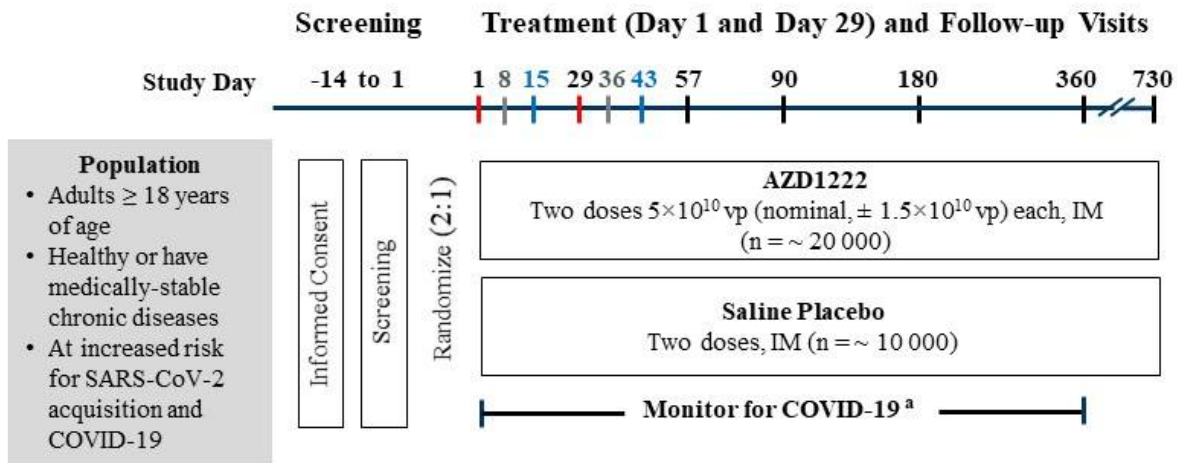 Screening Treatment (Day 1 and Day 29) and Follow-up Visits
Study Day -14 to 1 1 8 15 29 36 43 57 90 180 360 730
Population
• Adults ≥ 18 years
of age
• Healthy or have
medically-stable
chronic diseases
• At increased risk
for SARS-CoV-2
acquisition and
COVID-19
Informed Consent
Screening
Randomize (2:1)
AZD1222
Two doses 5×10¹⁰ vp (nominal, ± 1.5×10¹⁰ vp) each, IM
(n = ~ 20 000)
Saline Placebo
Two doses, IM (n = ~ 10 000)
Monitor for COVID-19 ᵃ